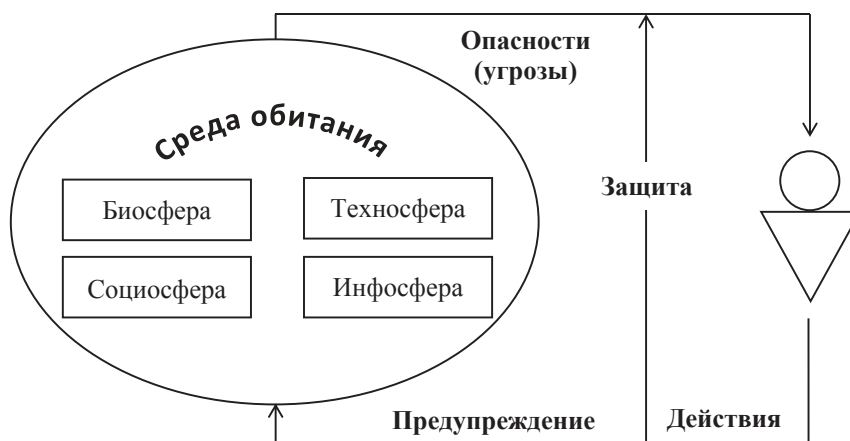 Опасности
(угрозы)
Среда обитания
Биосфера
Техносфера
Защита
Социосфера
Инфосфера
Предупреждение
Действия